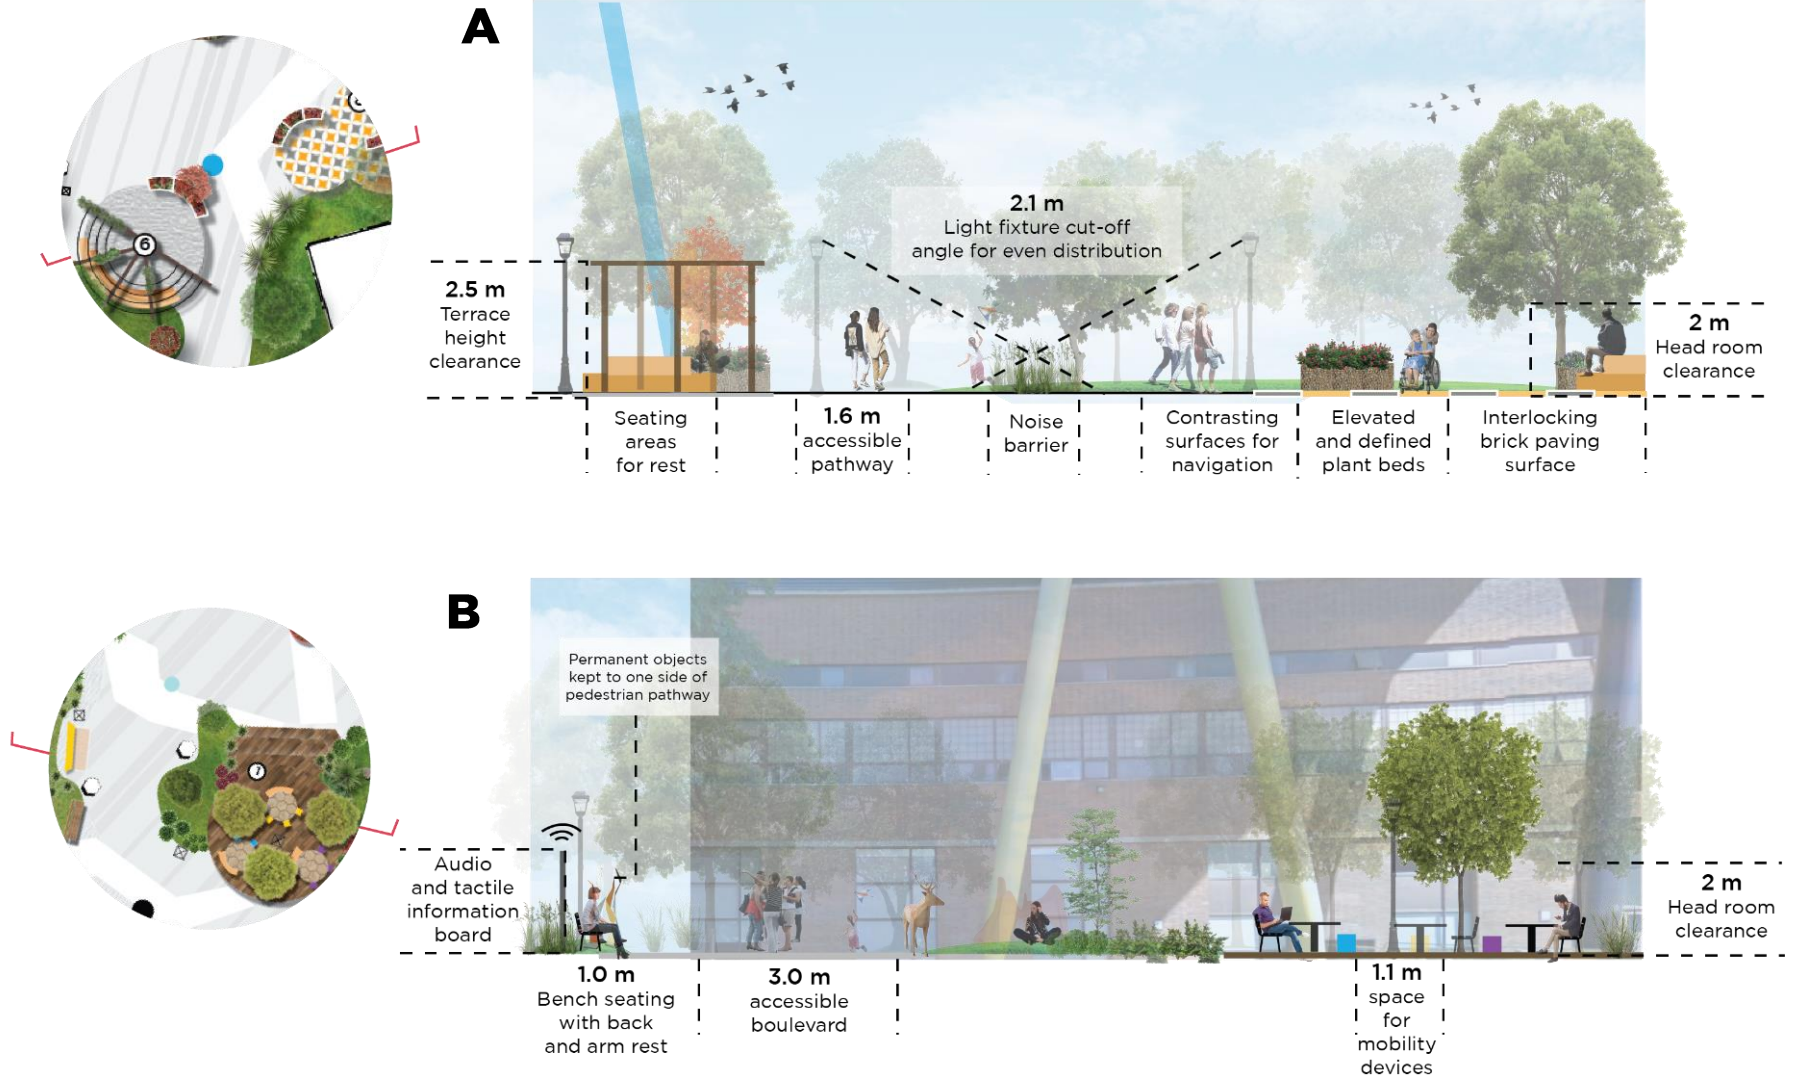 A
2.1 m
Light fixture cut-off
angle for even distribution
2.5 m
Terrace
height
clearance
2 m
Head room
clearance
6
Seating
areas
for rest
1.6 m
accessible
pathway
Noise
barrier
Contrasting
surfaces for
navigation
Elevated
and defined
plant beds
Interlocking
brick paving
surface
B
Permanent objects
kept to one side of
pedestrian pathway
7
Audio
and tactile
information
board
2 m
Head room
clearance
1.0 m
Bench seating
with back
and arm rest
3.0 m
accessible
boulevard
1.1 m
space
for
mobility
devices